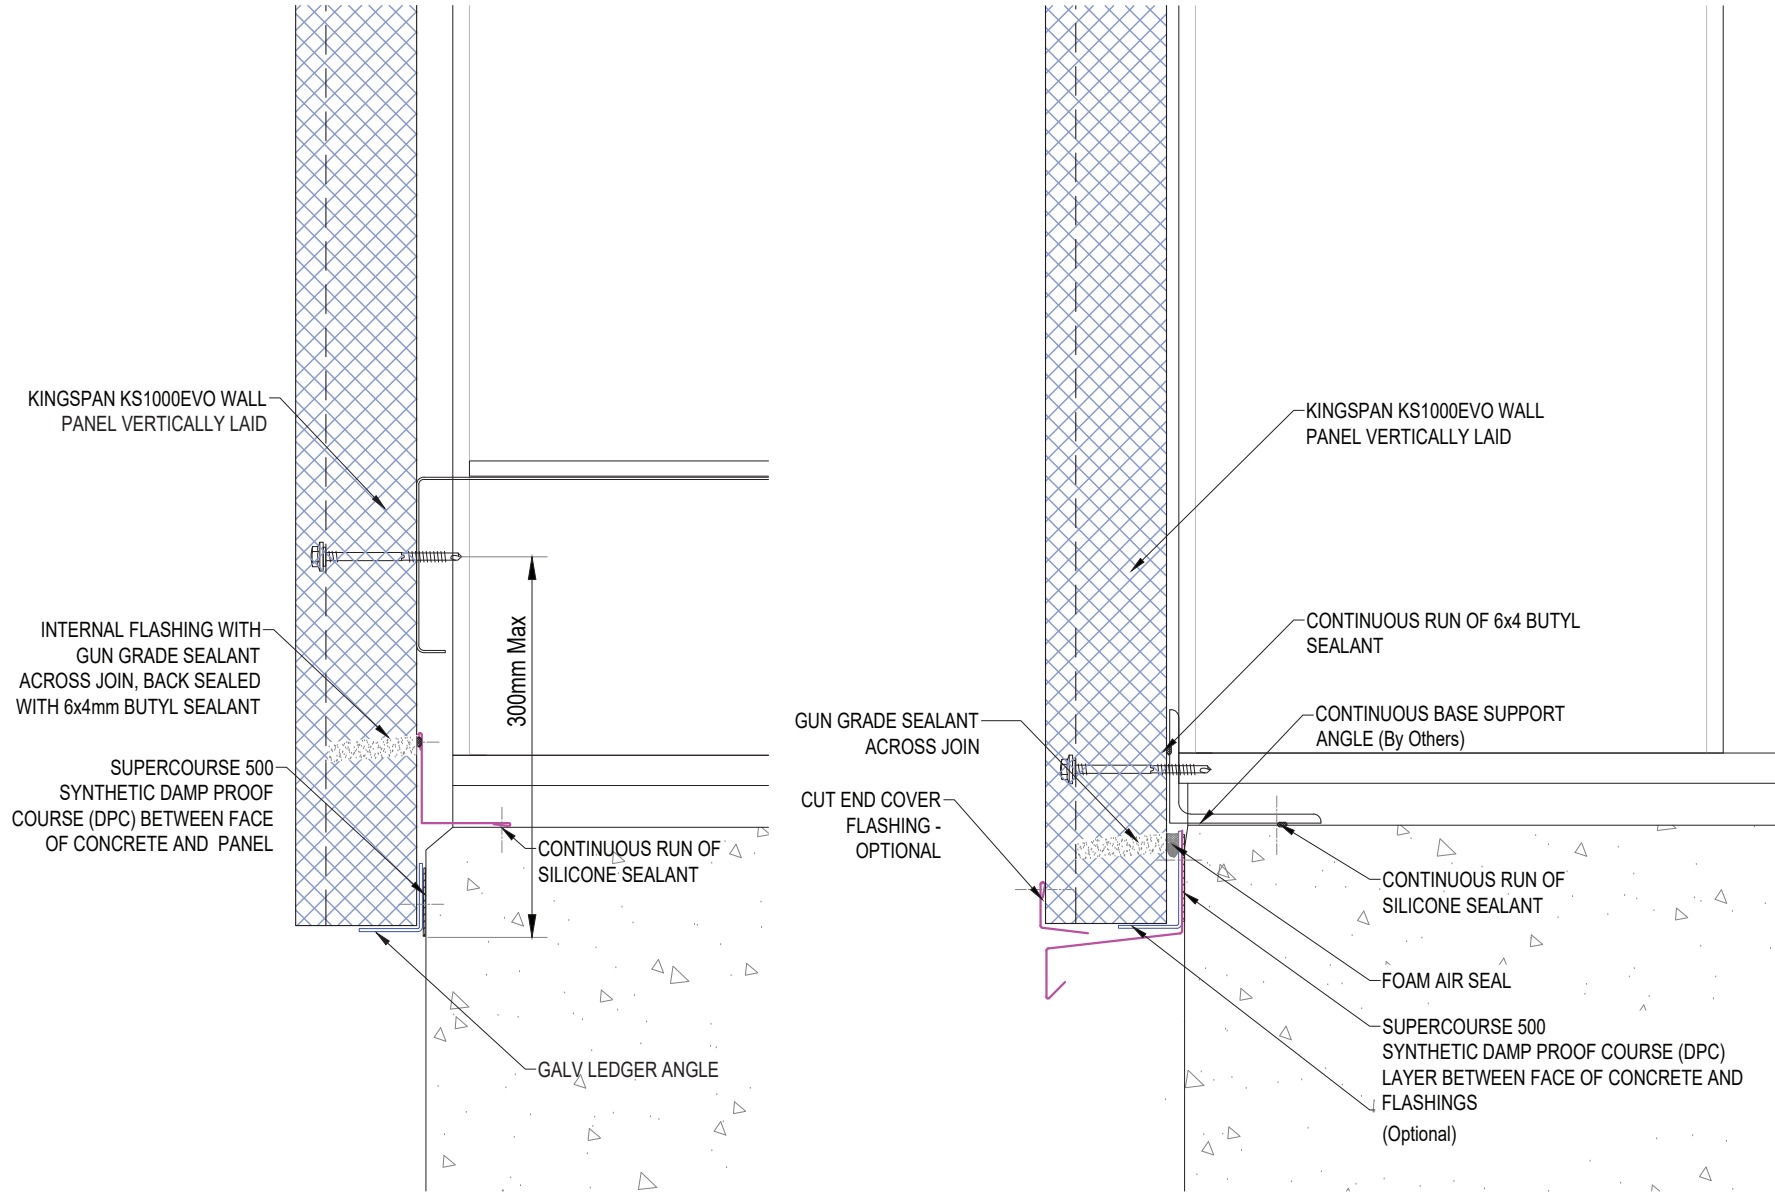 KINGSPAN KS1000EVO WALL
PANEL VERTICALLY LAID
INTERNAL FLASHING WITH
GUN GRADE SEALANT
ACROSS JOIN, BACK SEALED
WITH 6x4mm BUTYL SEALANT
SUPERCOURSE 500
SYNTHETIC DAMP PROOF
COURSE (DPC) BETWEEN FACE
OF CONCRETE AND PANEL
300mm Max
CONTINUOUS RUN OF
SILICONE SEALANT
GALV LEDGER ANGLE
KINGSPAN KS1000EVO WALL
PANEL VERTICALLY LAID
CONTINUOUS RUN OF 6x4 BUTYL
SEALANT
GUN GRADE SEALANT
ACROSS JOIN
CONTINUOUS BASE SUPPORT
ANGLE (By Others)
CUT END COVER
FLASHING -
OPTIONAL
CONTINUOUS RUN OF
SILICONE SEALANT
FOAM AIR SEAL
SUPERCOURSE 500
SYNTHETIC DAMP PROOF COURSE (DPC)
LAYER BETWEEN FACE OF CONCRETE AND
FLASHINGS
(Optional)